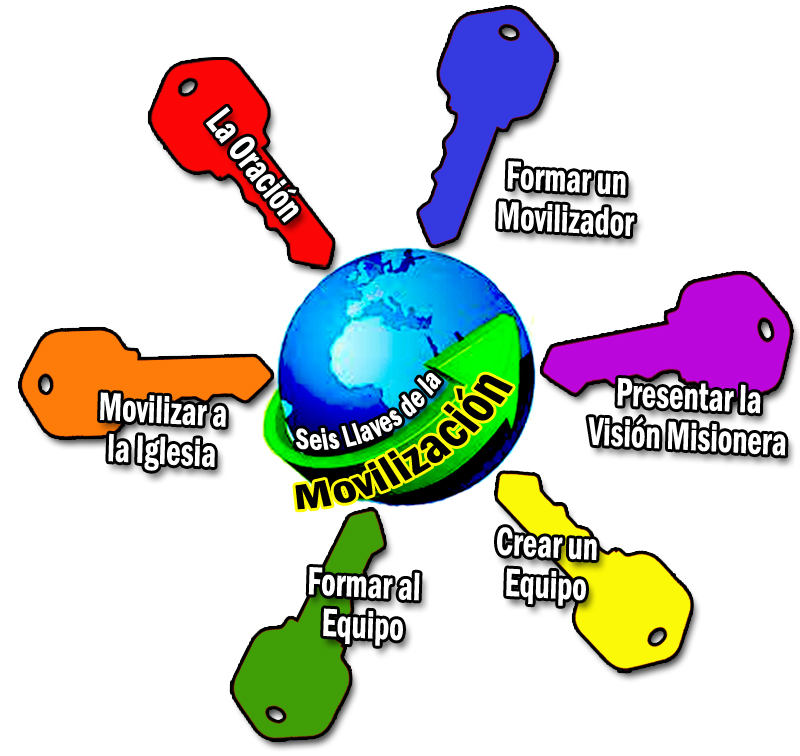 La Oración
Formar un
Movilizador
Presentar la
Visión Misionera
Crear un
Equipo
Formar al
Equipo
Movilizar a
la Iglesia
Seis Llaves de la
Movilización